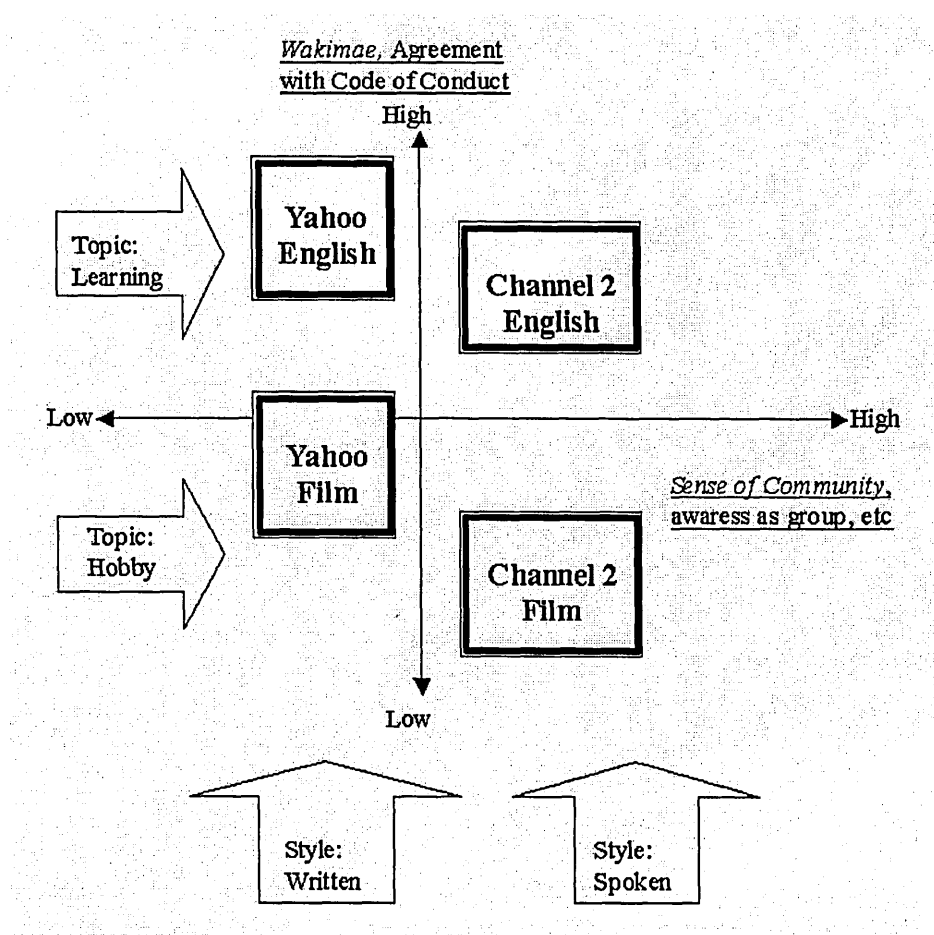 Wakimae, Agreement
with Code of Conduct
High
Yahoo
English
Topic:
Learning
Channel 2
English
Low
High
Yahoo
Film
Sense of Community,
awaress as group, etc
Topic:
Hobby
Channel 2
Film
Low
Style:
Written
Style:
Spoken